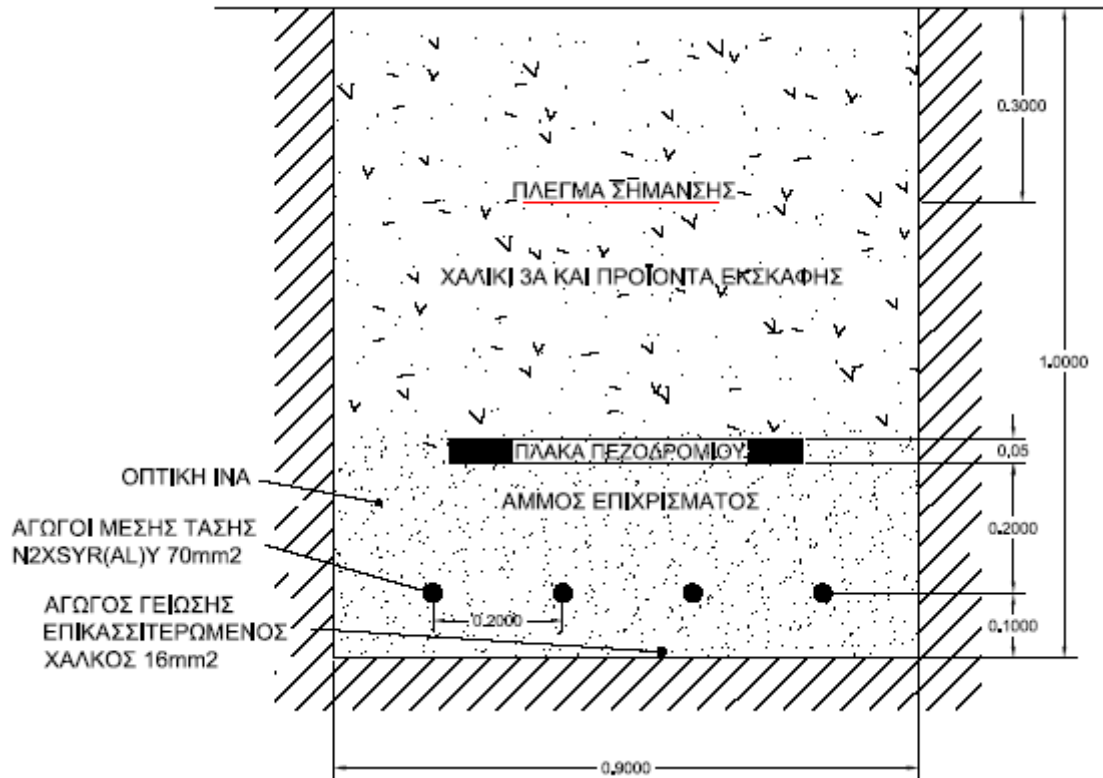 0.3000
ΠΛΕΓΜΑ ΣΗΜΑΝΣΗΣ
ΧΑΛΙΚΙ 3Α ΚΑΙ ΠΡΟΪΟΝΤΑ ΕΚΣΚΑΦΗΣ
1.0000
ΠΛΑΚΑ ΠΕΖΟΔΡΟΜΙΟΥ
0,05
ΟΠΤΙΚΗ ΙΝΑ
ΑΜΜΟΣ ΕΠΙΧΡΙΣΜΑΤΟΣ
0.2000
ΑΓΩΓΟΙ ΜΕΣΗΣ ΤΑΣΗΣ
N2XSYR(AL)Y 70mm2
ΑΓΩΓΟΣ ΓΕΙΩΣΗΣ
ΕΠΙΚΑΣΣΙΤΕΡΩΜΕΝΟΣ
ΧΑΛΚΟΣ 16mm2
0.2000
0.1000
0.9000